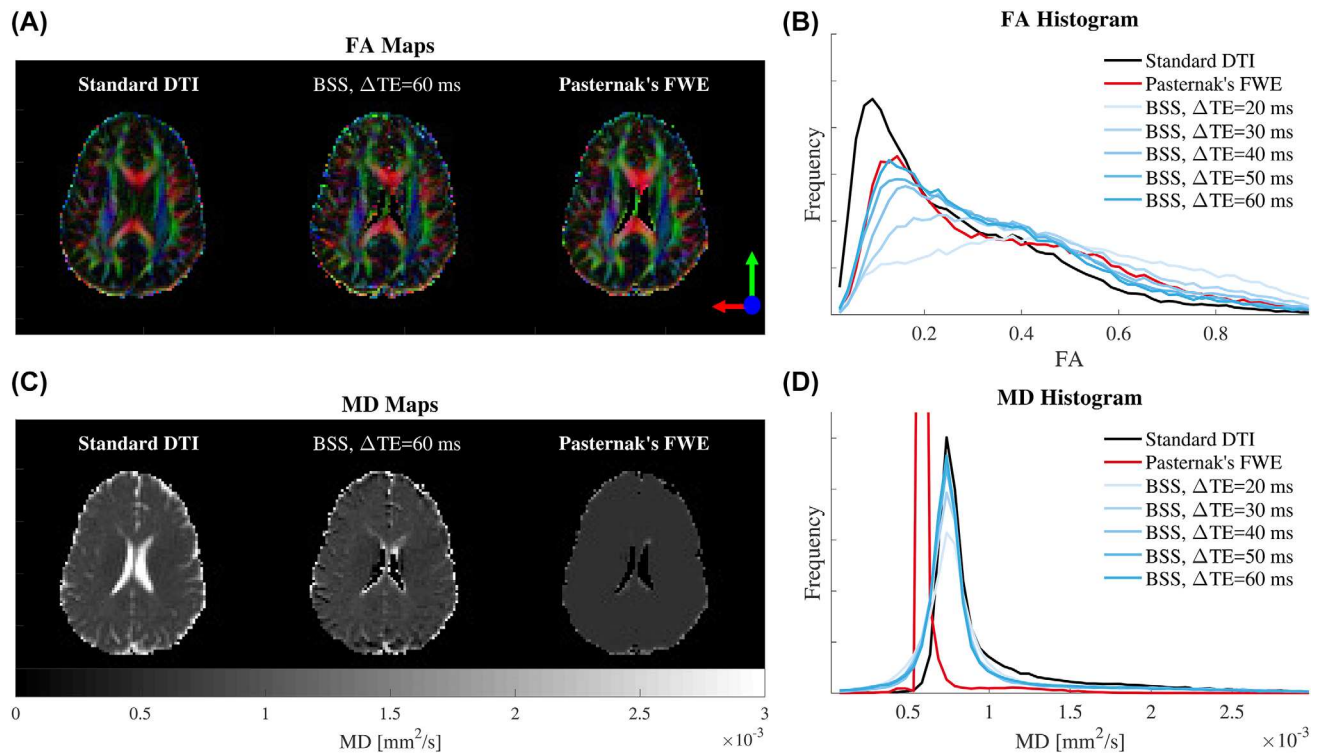 (A)
FA Maps
Standard DTI
BSS, ΔTE=60 ms
Pasternak's FWE
(B)
FA Histogram
Frequency
Standard DTI
Pasternak's FWE
BSS, ΔTE=20 ms
BSS, ΔTE=30 ms
BSS, ΔTE=40 ms
BSS, ΔTE=50 ms
BSS, ΔTE=60 ms
0.2 0.4 0.6 0.8
FA
(C)
MD Maps
Standard DTI
BSS, ΔTE=60 ms
Pasternak's FWE
0 0.5 1 1.5 2 2.5 3
MD [mm²/s] ×10⁻³
(D)
MD Histogram
Frequency
Standard DTI
Pasternak's FWE
BSS, ΔTE=20 ms
BSS, ΔTE=30 ms
BSS, ΔTE=40 ms
BSS, ΔTE=50 ms
BSS, ΔTE=60 ms
0.5 1 1.5 2 2.5
MD [mm²/s] ×10⁻³